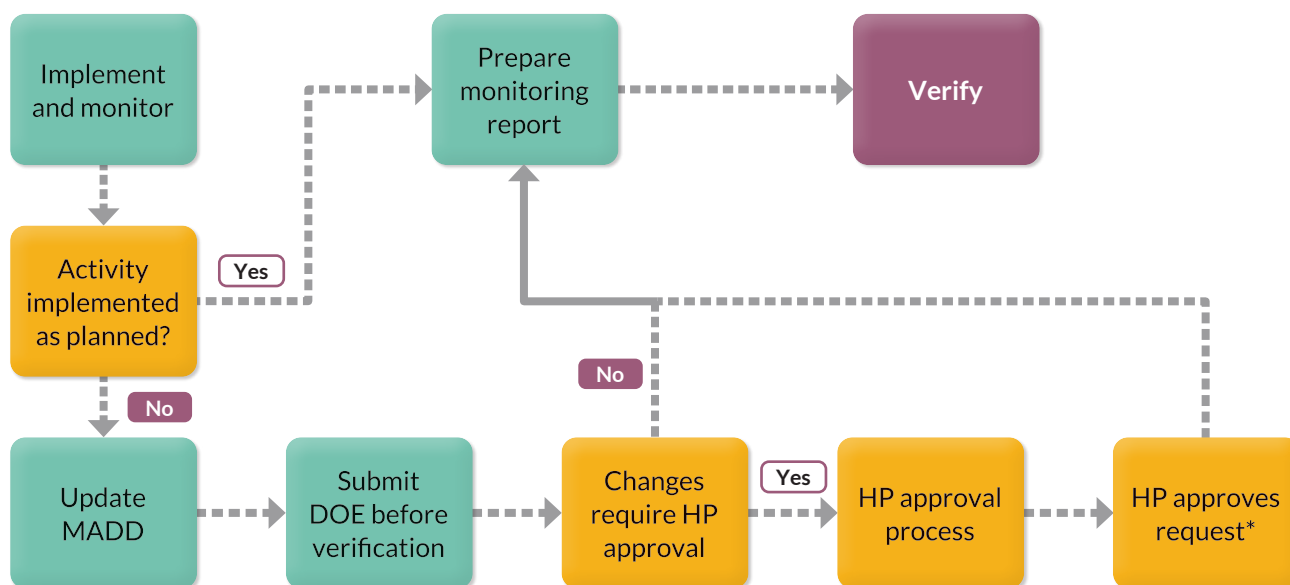 Implement
and monitor
Prepare
monitoring
report
Verify
Activity
implemented
as planned?
Yes
No
No
Update
MADD
Submit
DOE before
verification
Changes
require HP
approval
Yes
HP approval
process
HP approves
request*